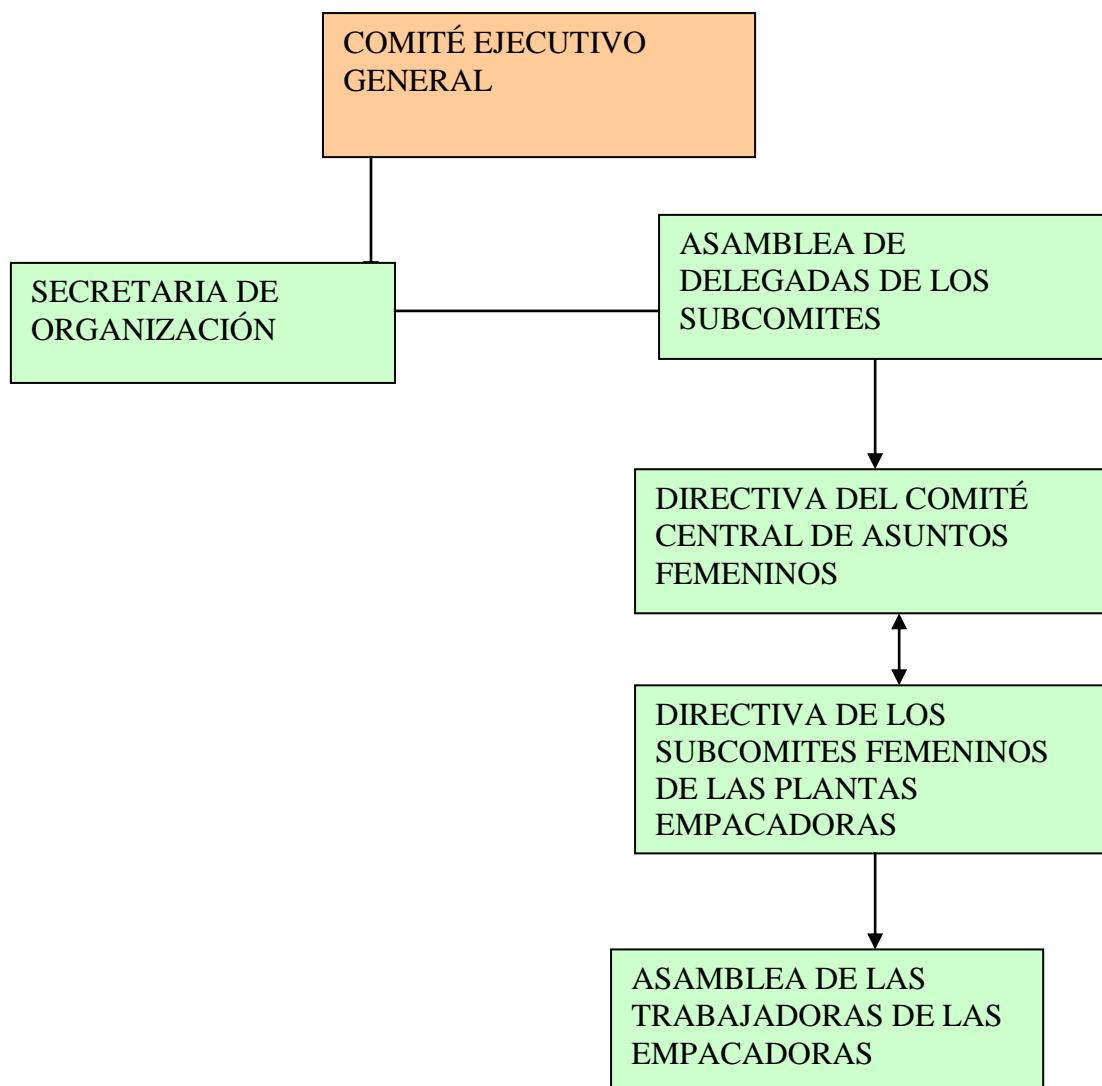 COMITÉ EJECUTIVO
GENERAL
SECRETARIA DE
ORGANIZACIÓN
ASAMBLEA DE
DELEGADAS DE LOS
SUBCOMITES
DIRECTIVA DEL COMITÉ
CENTRAL DE ASUNTOS
FEMENINOS
DIRECTIVA DE LOS
SUBCOMITES FEMENINOS
DE LAS PLANTAS
EMPACADORAS
ASAMBLEA DE LAS
TRABAJADORAS DE LAS
EMPACADORAS